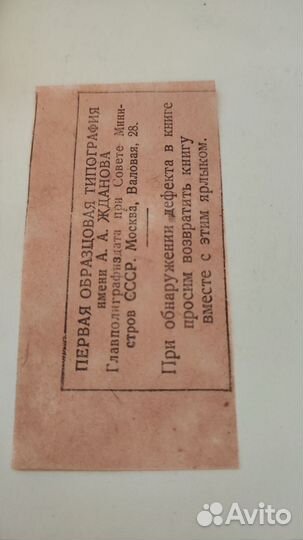 ПЕРВАЯ ОБРАЗЦОВАЯ ТИПОГРАФИЯ
имени А. А. ЖДАНОВА
Главполиграфиздата при Совете Мини-
стров СССР. Москва, Валовая, 28.
При обнаружении дефекта в книге
просим возвратить книгу
вместе с этим ярлыком.
Avito